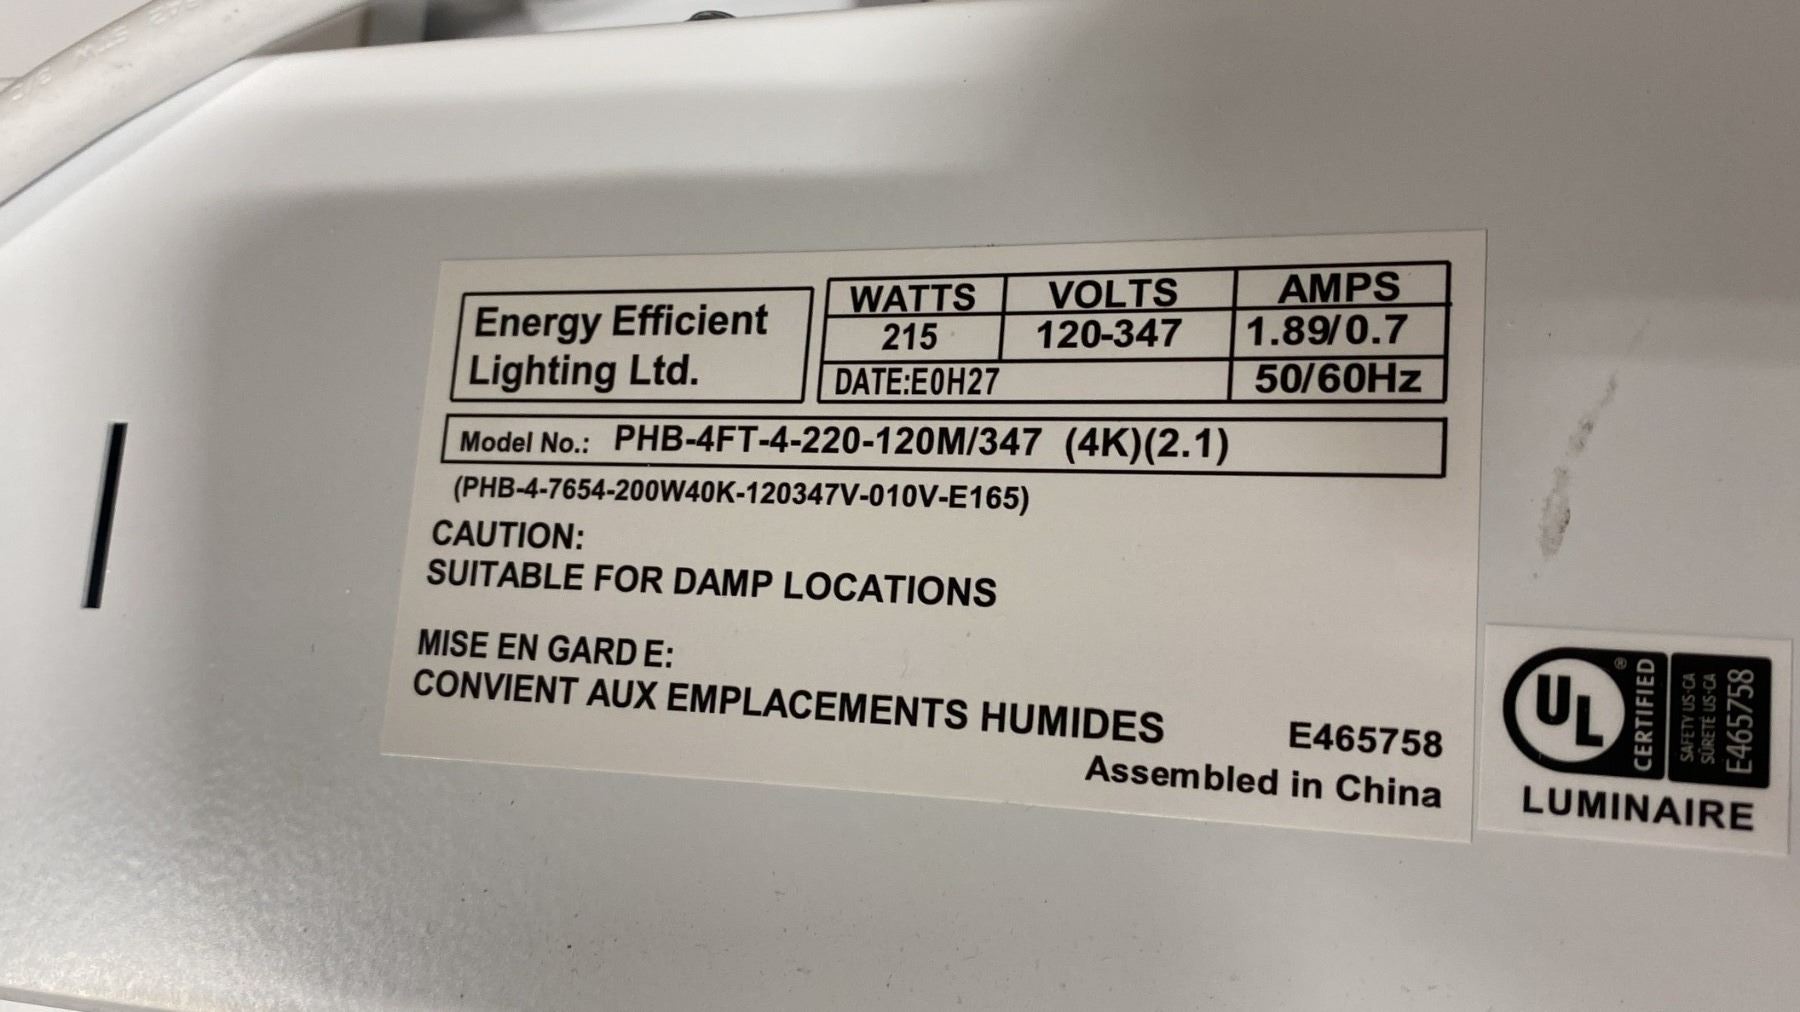 Energy Efficient
Lighting Ltd.
WATTS VOLTS AMPS
215 120-347 1.89/0.7
DATE:E0H27 50/60Hz
Model No.: PHB-4FT-4-220-120M/347 (4K)(2.1)
(PHB-4-7654-200W40K-120347V-010V-E165)
CAUTION:
SUITABLE FOR DAMP LOCATIONS
MISE EN GARD E:
CONVIENT AUX EMPLACEMENTS HUMIDES
E465758
Assembled in China
UL ®
CERTIFIED
SAFETY US-CA
SÛRETÉ US-CA
E465758
LUMINAIRE